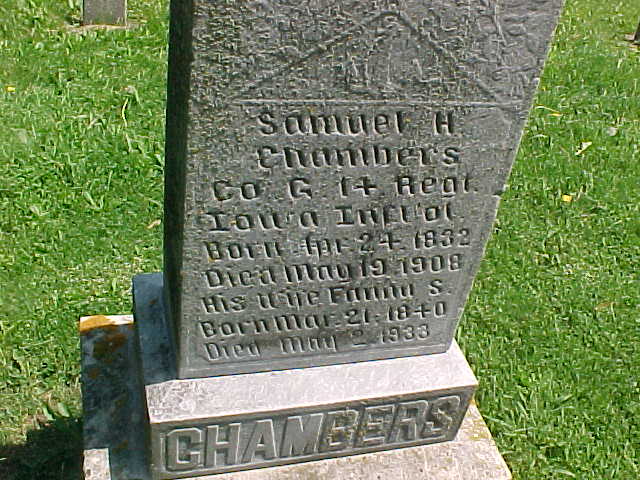 Samuel H
Chambers
Co G 14 Regt.
Iowa Inf Vol.
Born Apr 24 1832
Died May 19 1908
His Wife Fanny S.
Born Mar 21 1840
Died May 2 1933
CHAMBERS